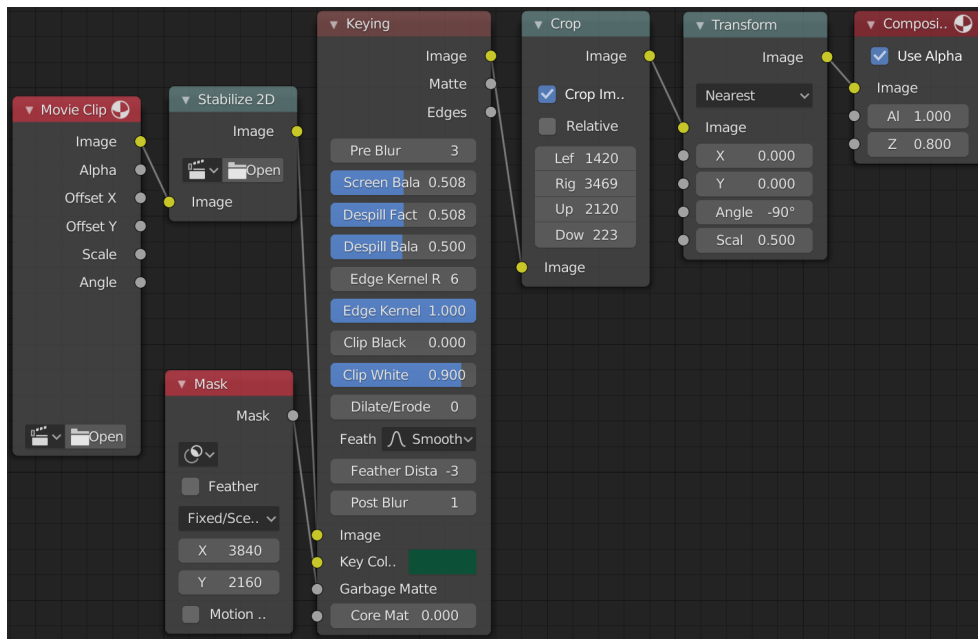 Movie Clip
Image
Alpha
Offset X
Offset Y
Scale
Angle
Open
Stabilize 2D
Image
Open
Image
Mask
Mask
Feather
Fixed/Sce..
X 3840
Y 2160
Motion ..
Keying
Image
Matte
Edges
Pre Blur 3
Screen Bala 0.508
Despill Fact 0.508
Despill Bala 0.500
Edge Kernel R 6
Edge Kernel 1.000
Clip Black 0.000
Clip White 0.900
Dilate/Erode 0
Feath Smooth
Feather Dista -3
Post Blur 1
Image
Key Col..
Garbage Matte
Core Mat 0.000
Crop
Image
Crop Im..
Relative
Lef 1420
Rig 3469
Up 2120
Dow 223
Image
Transform
Image
Nearest
Image
X 0.000
Y 0.000
Angle -90°
Scal 0.500
Composi..
Use Alpha
Image
Al 1.000
Z 0.800